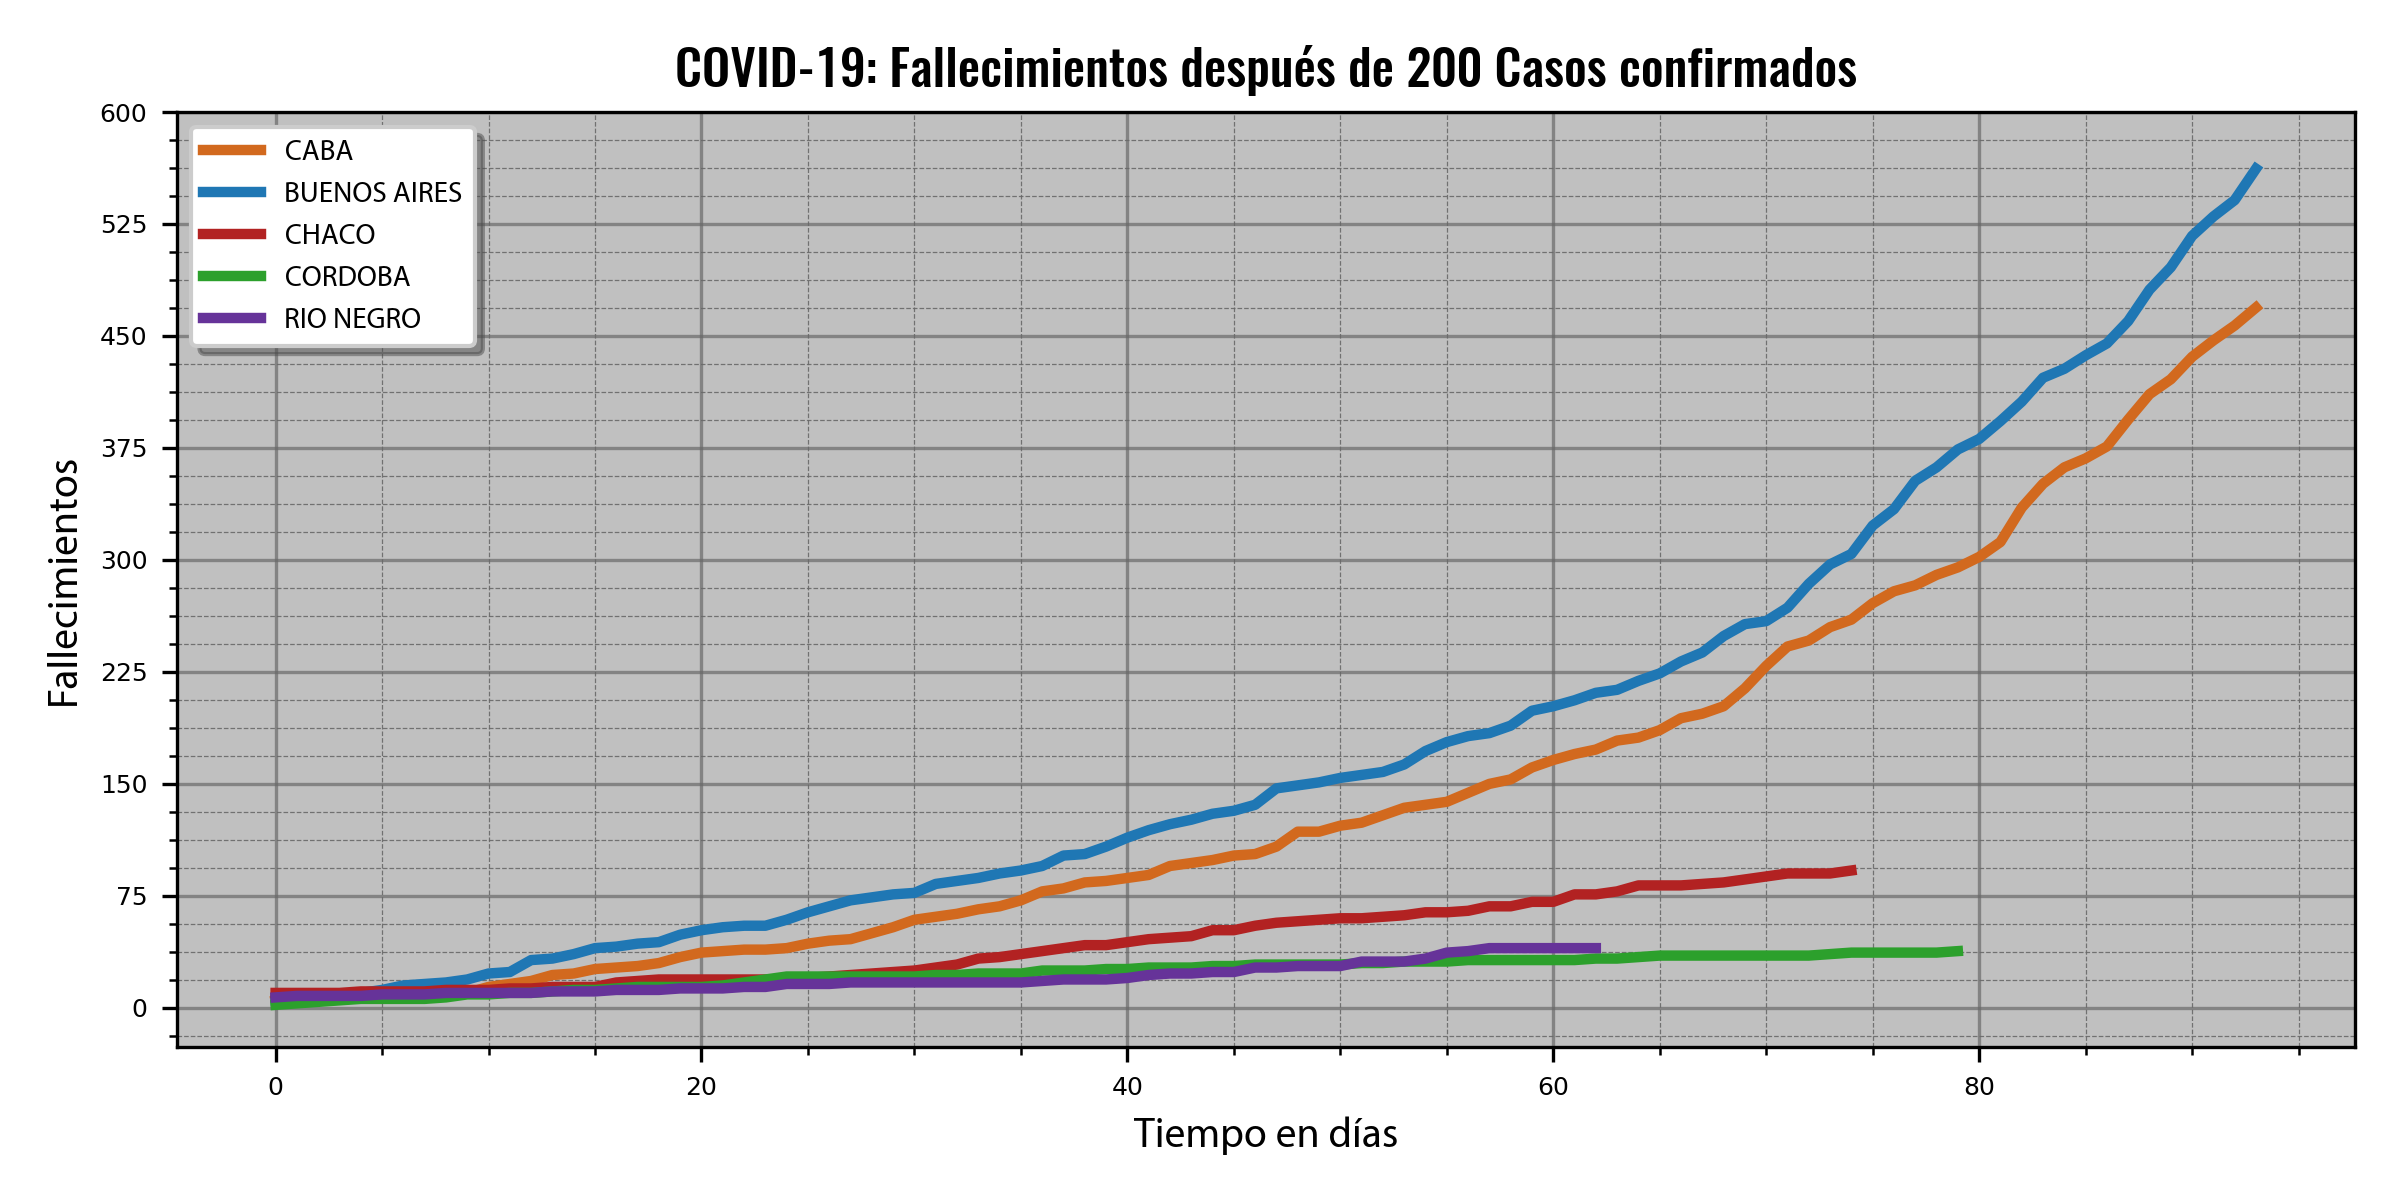 COVID-19: Fallecimientos después de 200 Casos confirmados
600
525
450
375
300
225
150
75
0
CABA
BUENOS AIRES
CHACO
CORDOBA
RIO NEGRO
Fallecimientos
0 20 40 60 80
Tiempo en días